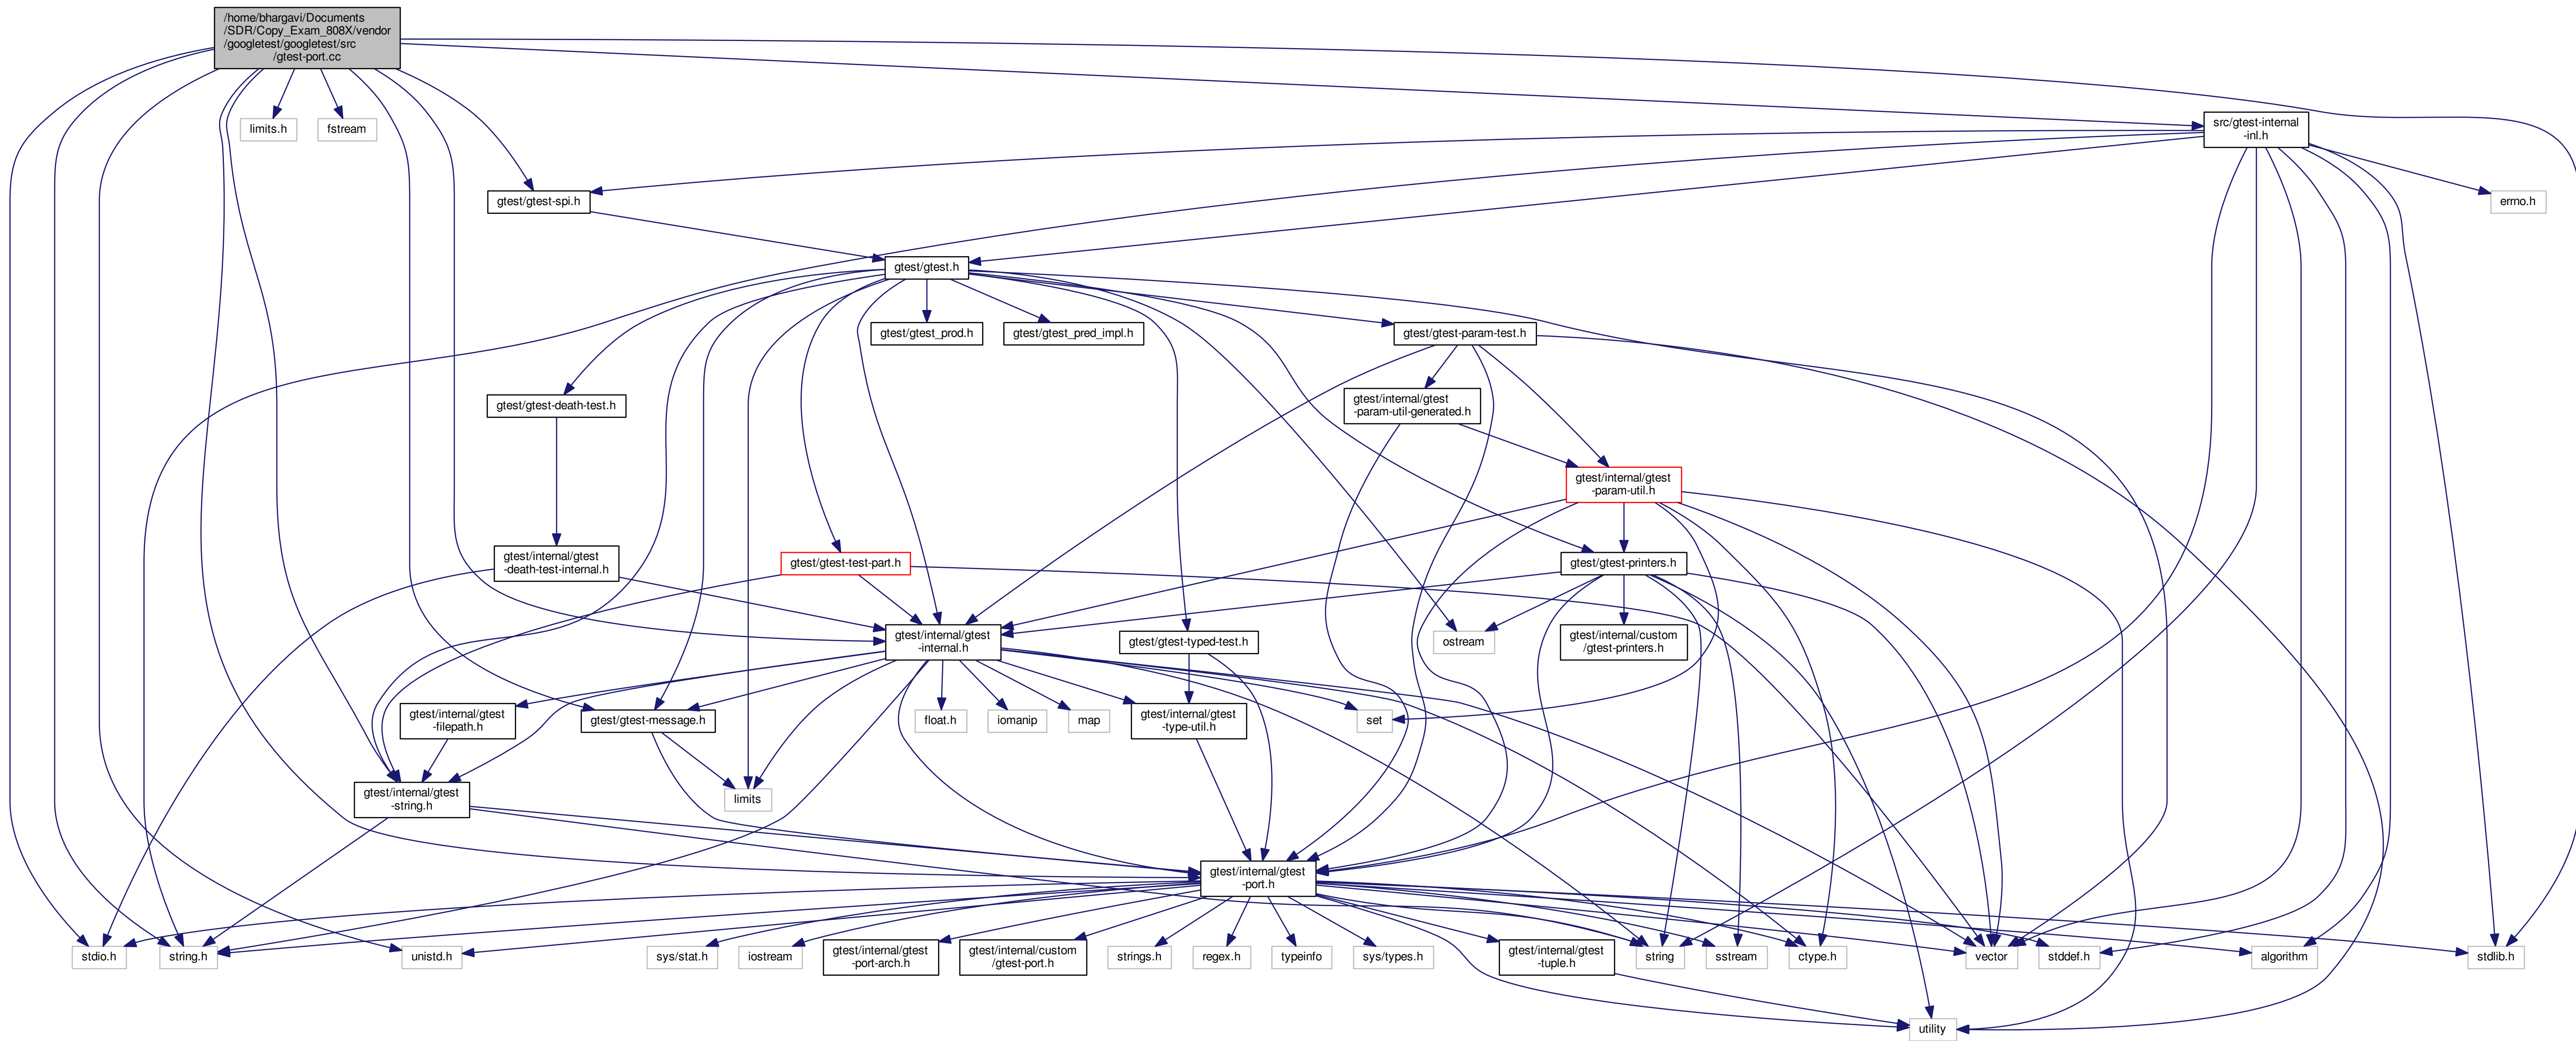 /home/bhargavi/Documents
/SDR/Copy_Exam_808X/vendor
/googletest/googletest/src
/gtest-port.cc
limits.h
fstream
src/gtest-internal
-inl.h
gtest/gtest-spi.h
errno.h
gtest/gtest.h
gtest/gtest_prod.h
gtest/gtest_pred_impl.h
gtest/gtest-param-test.h
gtest/gtest-death-test.h
gtest/internal/gtest
-param-util-generated.h
gtest/internal/gtest
-param-util.h
gtest/internal/gtest
-death-test-internal.h
gtest/gtest-test-part.h
gtest/gtest-printers.h
gtest/internal/gtest
-internal.h
gtest/gtest-typed-test.h
ostream
gtest/internal/custom
/gtest-printers.h
gtest/internal/gtest
-filepath.h
gtest/gtest-message.h
float.h
iomanip
map
gtest/internal/gtest
-type-util.h
set
gtest/internal/gtest
-string.h
limits
gtest/internal/gtest
-port.h
stdio.h
string.h
unistd.h
sys/stat.h
iostream
gtest/internal/gtest
-port-arch.h
gtest/internal/custom
/gtest-port.h
strings.h
regex.h
typeinfo
sys/types.h
gtest/internal/gtest
-tuple.h
string
sstream
ctype.h
vector
stddef.h
algorithm
stdlib.h
utility